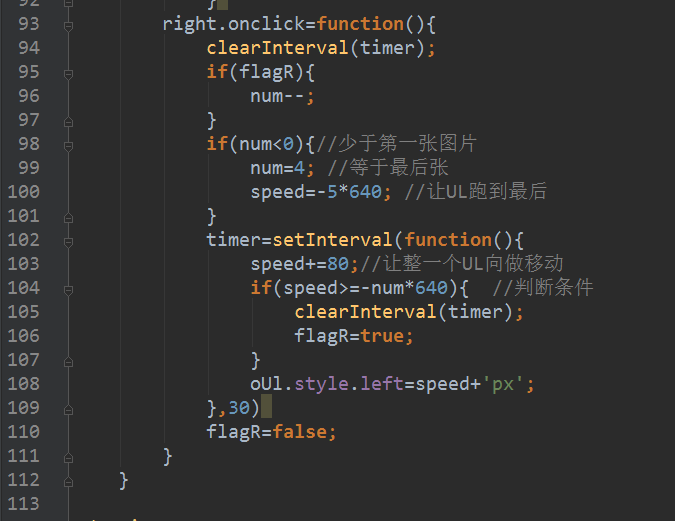 92 }
93 right.onclick=function(){
94 clearInterval(timer);
95 if(flagR){
96 num--;
97 }
98 if(num<0){//少于第一张图片
99 num=4; //等于最后张
100 speed=-5*640; //让UL跑到最后
101 }
102 timer=setInterval(function(){
103 speed+=80;//让整一个UL向做移动
104 if(speed>=-num*640){ //判断条件
105 clearInterval(timer);
106 flagR=true;
107 }
108 oUl.style.left=speed+'px';
109 },30)
110 flagR=false;
111 }
112 }
113